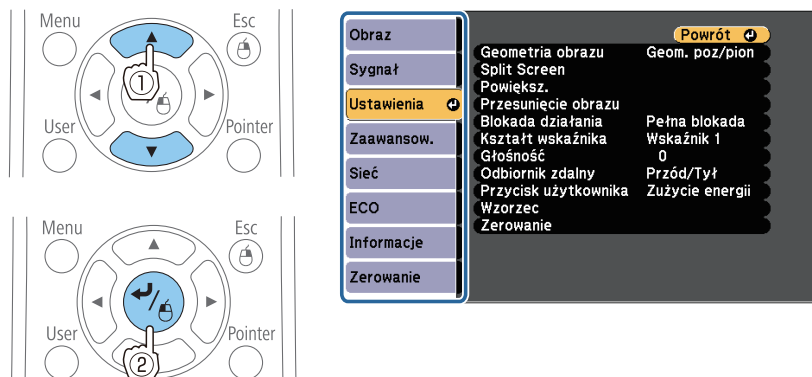 Menu
Esc
①
User
Pointer
Menu
Esc
User
Pointer
②
Obraz
Sygnał
Ustawienia
Zaawansow.
Sieć
ECO
Informacje
Zerowanie
Powrót
Geometria obrazu Geom. poz/pion
Split Screen
Powiększ.
Przesunięcie obrazu
Blokada działania Pełna blokada
Kształt wskaźnika Wskaźnik 1
Głośność 0
Odbiornik zdalny Przód/Tył
Przycisk użytkownika Zużycie energii
Wzorzec
Zerowanie